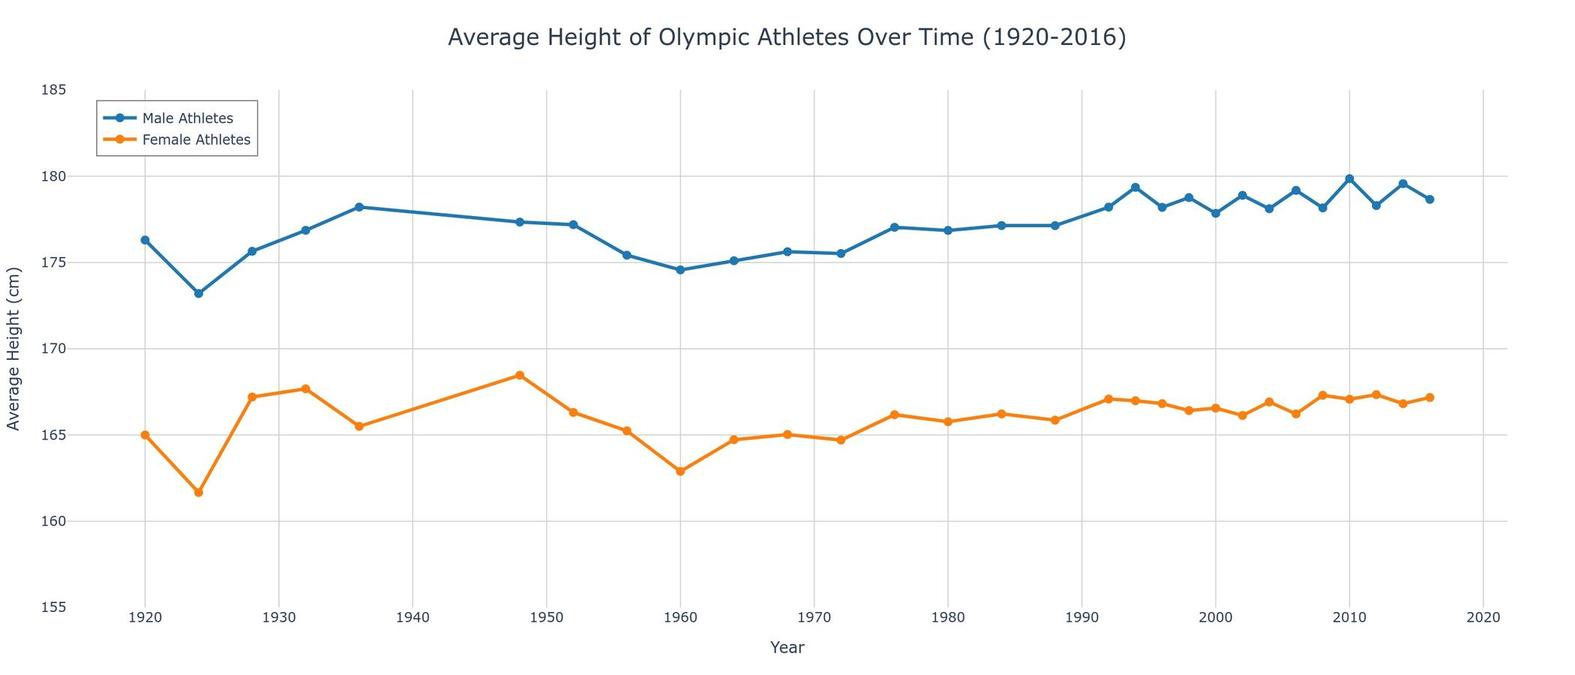 Average Height of Olympic Athletes Over Time (1920-2016)
185
Male Athletes
Female Athletes
180
175
170
165
160
155
Average Height (cm)
1920 1930 1940 1950 1960 1970 1980 1990 2000 2010 2020
Year